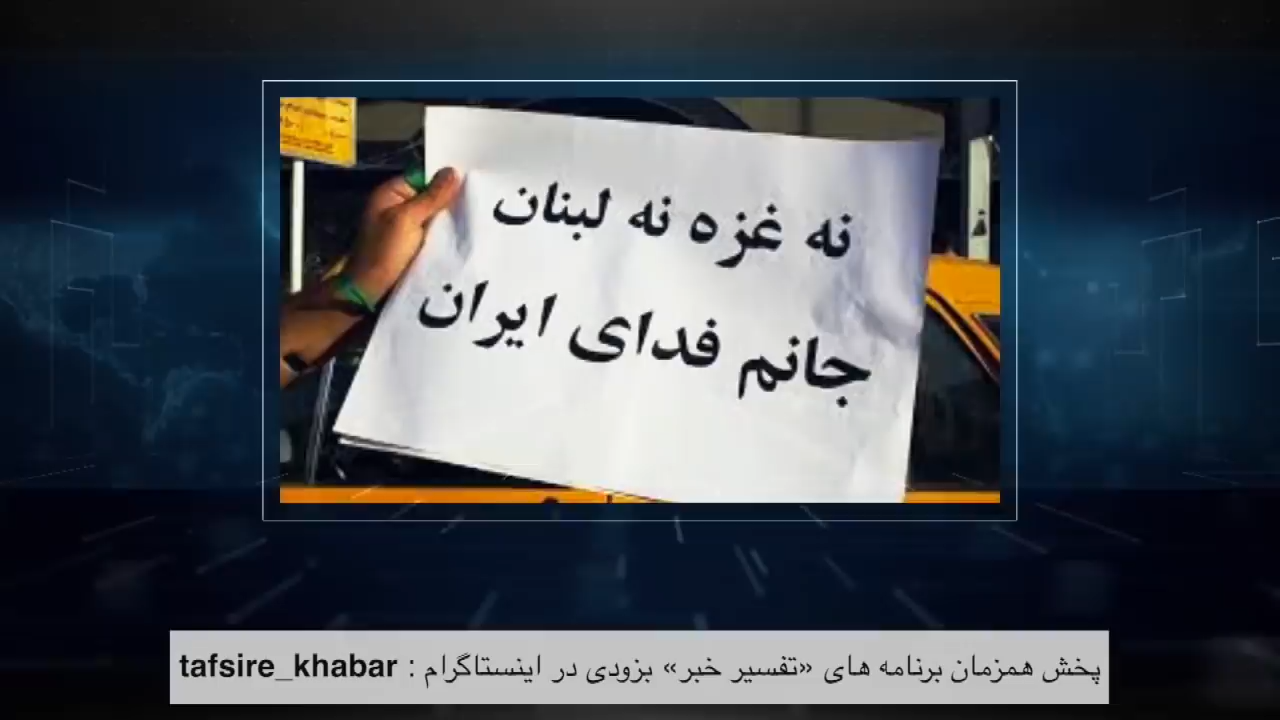 نه غزه نه لبنان
جانم فدای ایران
پخش همزمان برنامه های «تفسیر خبر» بزودی در اینستاگرام : tafsire_khabar